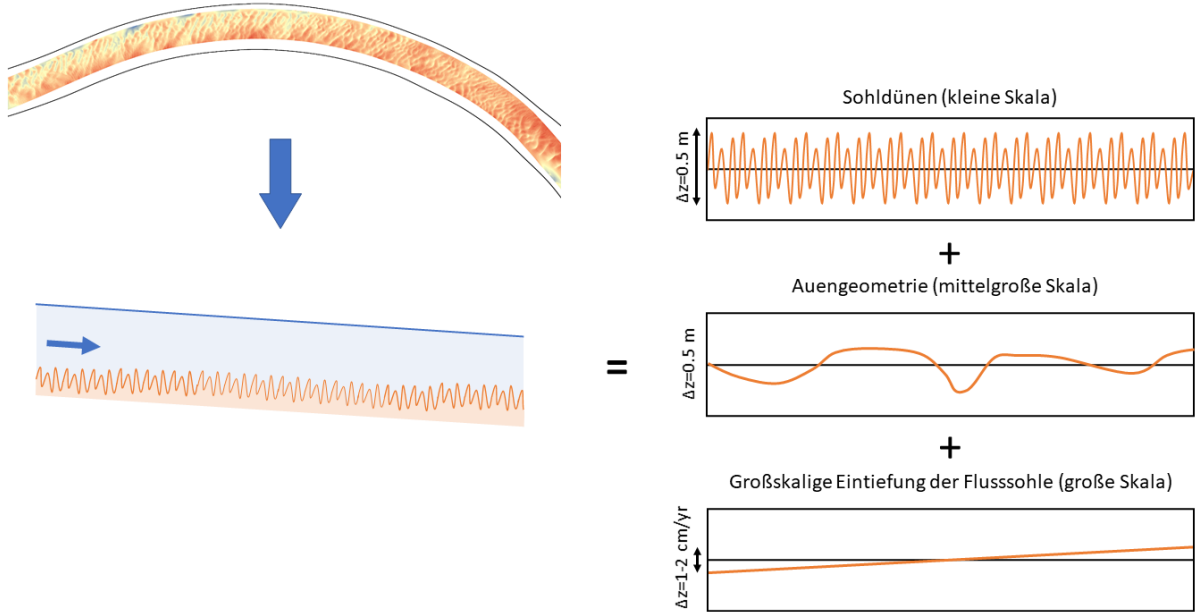 Sohldünen (kleine Skala)
Δz=0.5 m
+
Auengeometrie (mittelgroße Skala)
Δz=0.5 m
=
+
Großskalige Eintiefung der Flusssohle (große Skala)
Δz=1-2 cm/yr